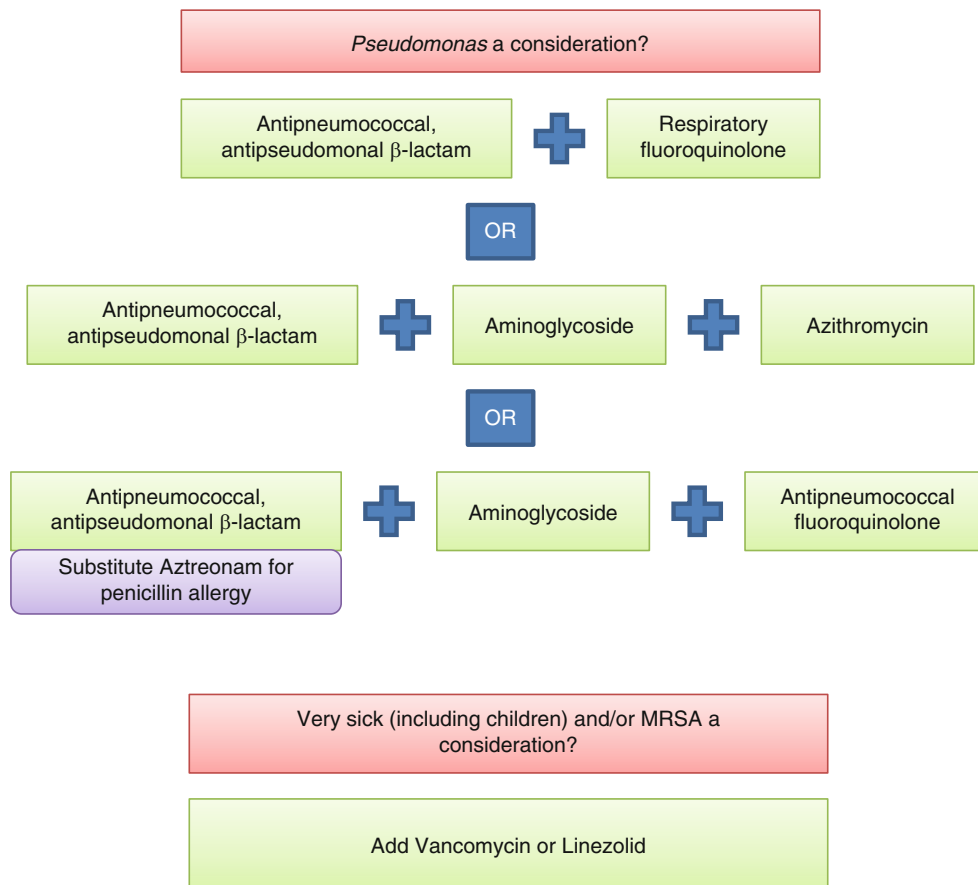 Pseudomonas a consideration?
Antipneumococcal,
antipseudomonal β-lactam
Respiratory
fluoroquinolone
OR
Antipneumococcal,
antipseudomonal β-lactam
Aminoglycoside
Azithromycin
OR
Antipneumococcal,
antipseudomonal β-lactam
Aminoglycoside
Antipneumococcal
fluoroquinolone
Substitute Aztreonam for
penicillin allergy
Very sick (including children) and/or MRSA a
consideration?
Add Vancomycin or Linezolid